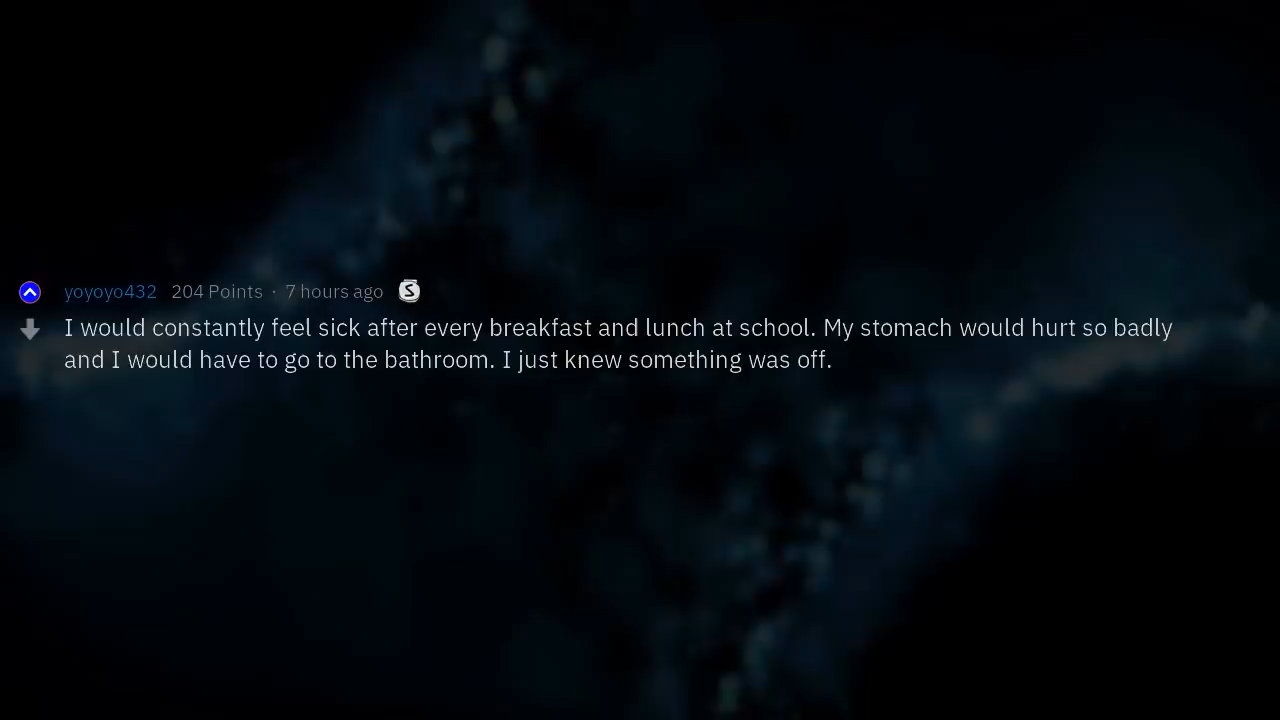 yoyoyo432 204 Points · 7 hours ago S
I would constantly feel sick after every breakfast and lunch at school. My stomach would hurt so badly
and I would have to go to the bathroom. I just knew something was off.